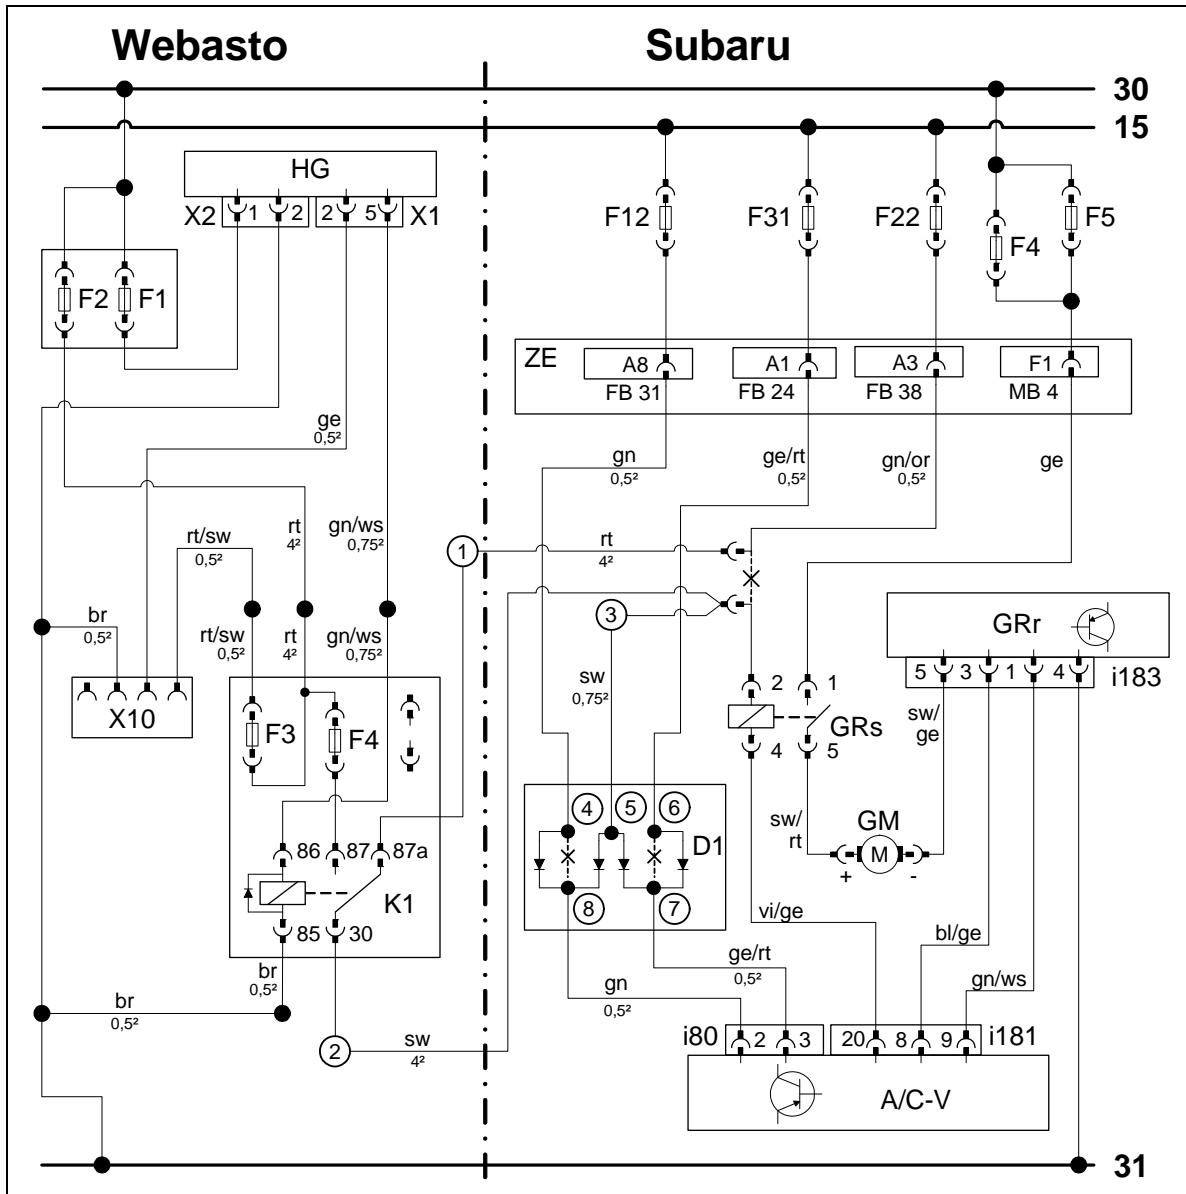 Webasto Subaru
30
15
HG
X2 1 2 2 5 X1
F12 F31 F22 F4 F5
F2 F1
ZE A8 A1 A3 F1
FB 31 FB 24 FB 38 MB 4
ge
0,5²
gn
0,5²
ge/rt
0,5²
gn/or
0,5²
ge
rt/sw
0,5²
rt
4²
gn/ws
0,75²
1
rt
4²
br
0,5²
rt/sw
0,5²
rt
4²
gn/ws
0,75²
3
sw
0,75²
GRr
5 3 1 4 i183
X10
F3 F4
2 1
GRs
4 5
sw/
ge
4 5 6
D1
8 7
sw/
rt
GM
M
+ -
86 87 87a
K1
85 30
br
0,5²
br
0,5²
2
sw
4²
vi/ge
bl/ge
gn/ws
ge/rt
0,5²
gn
0,5²
i80 2 3 20 8 9 i181
A/C-V
31